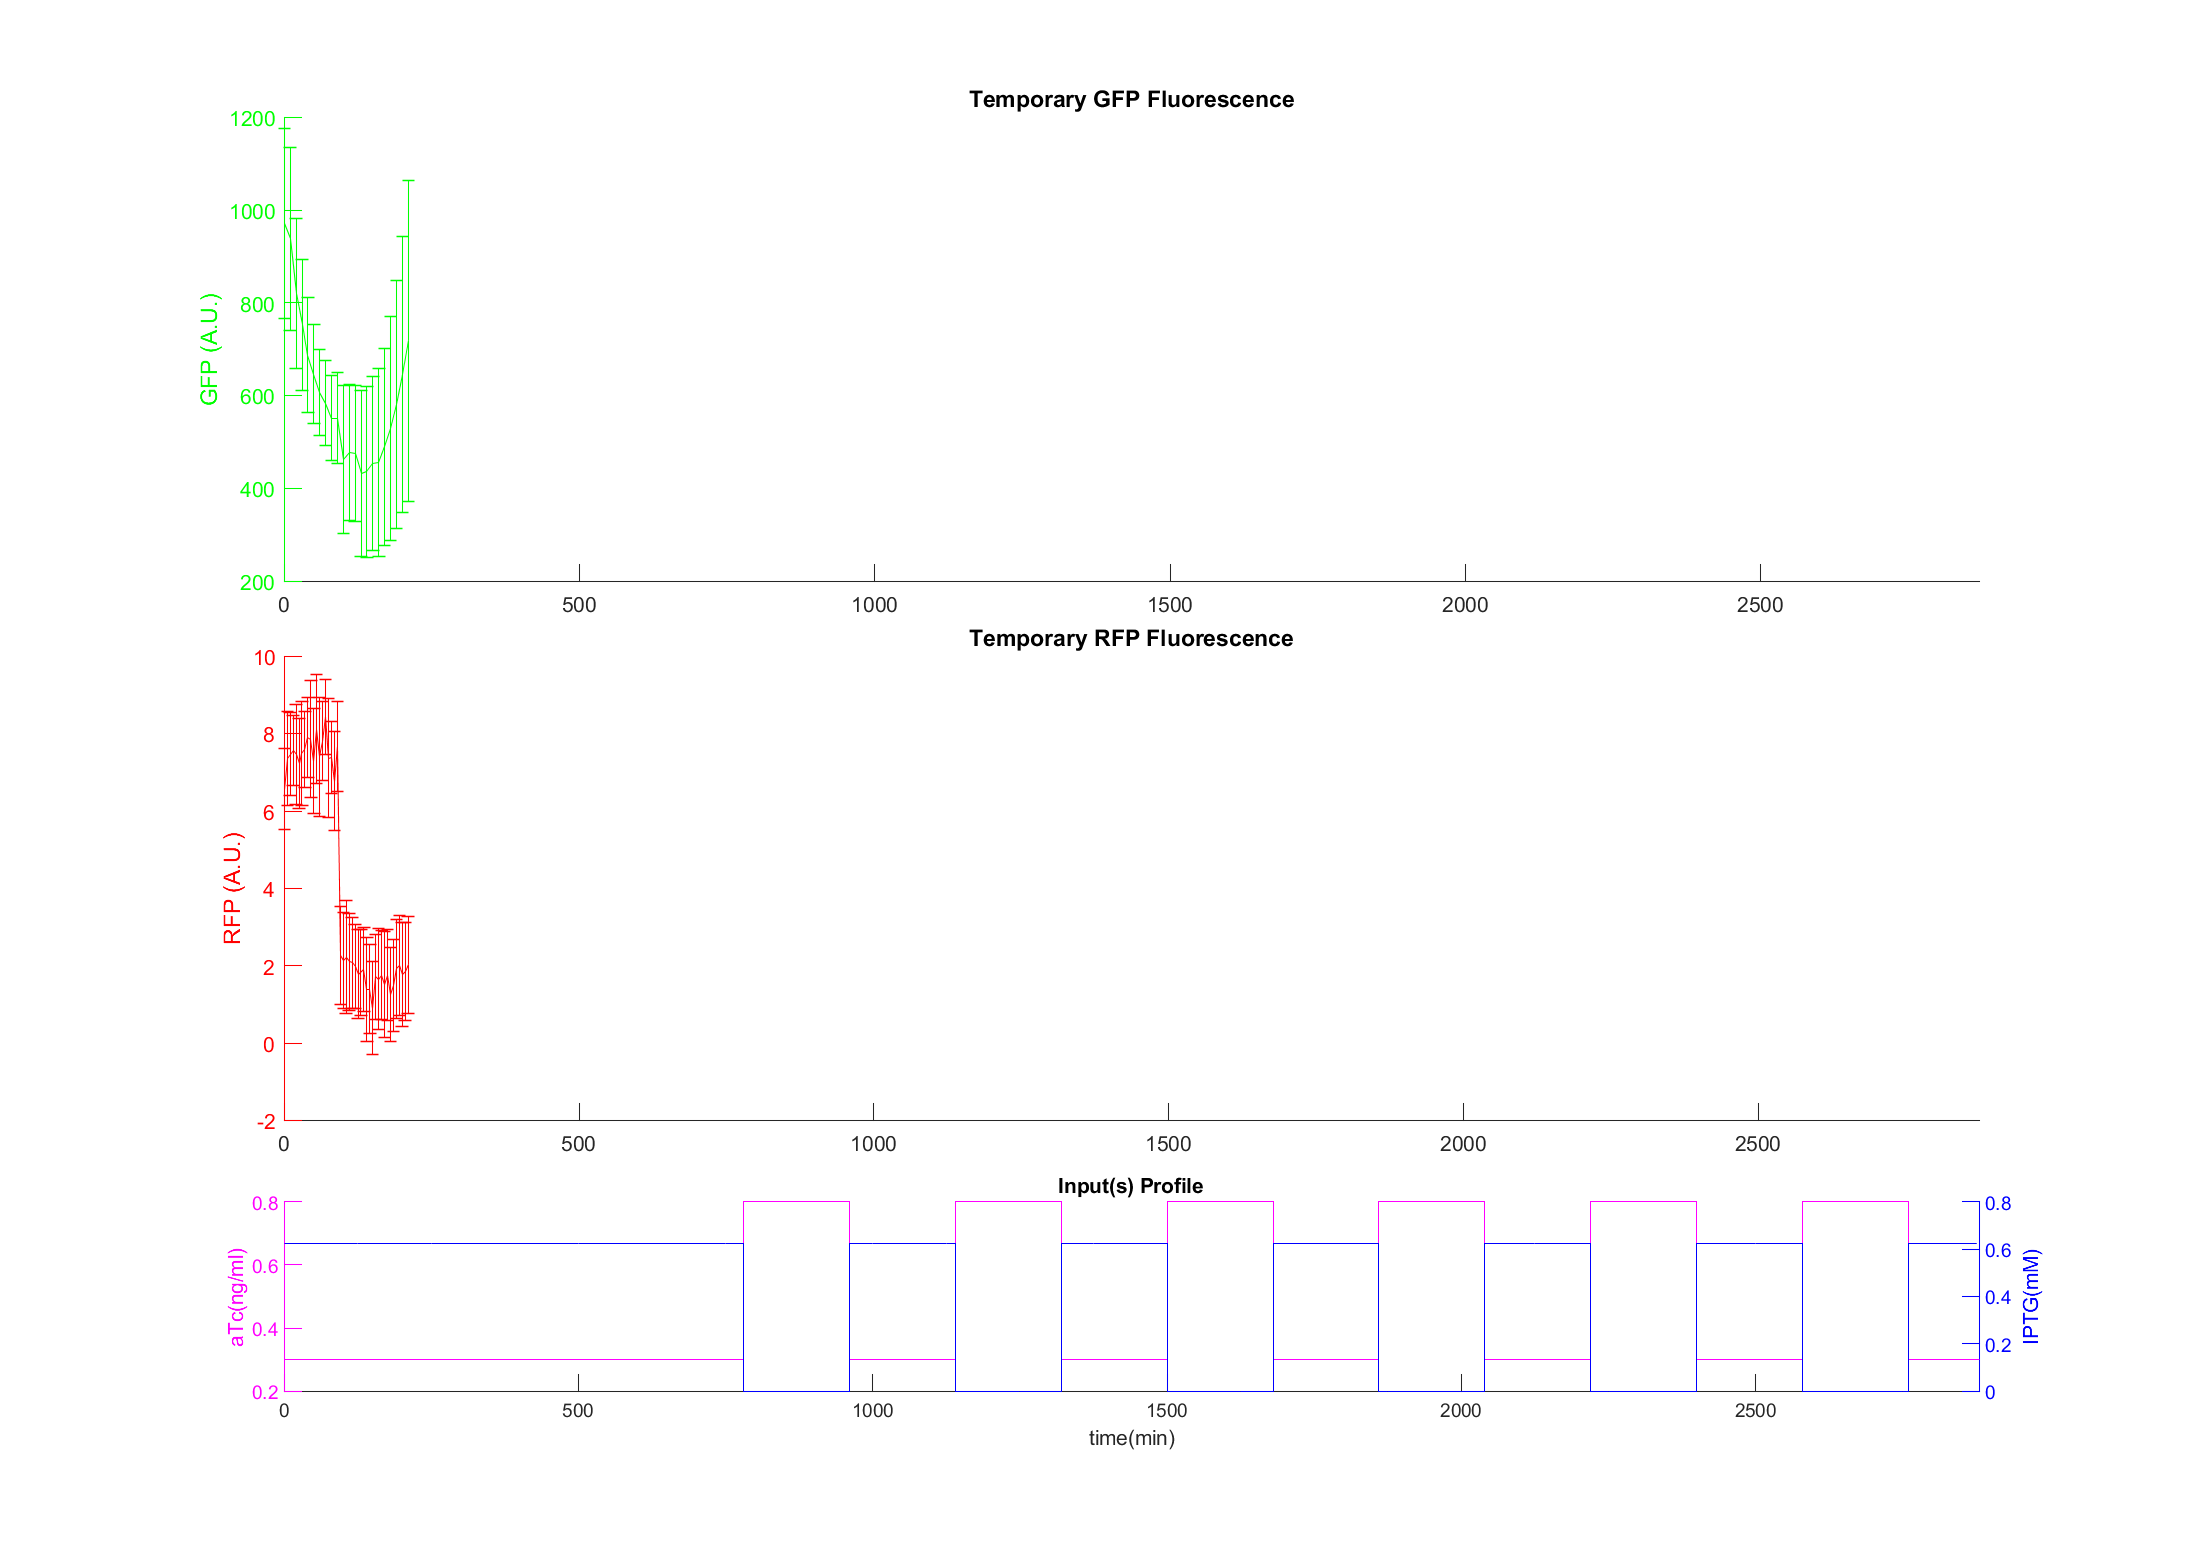 Temporary GFP Fluorescence
1200
1000
800
600
400
200
GFP (A.U.)
0 500 1000 1500 2000 2500
Temporary RFP Fluorescence
10
8
6
4
2
0
-2
RFP (A.U.)
0 500 1000 1500 2000 2500
Input(s) Profile
0.8
0.6
0.4
0.2
aTc(ng/ml)
0.8
0.6
0.4
0.2
0
IPTG(mM)
0 500 1000 1500 2000 2500
time(min)